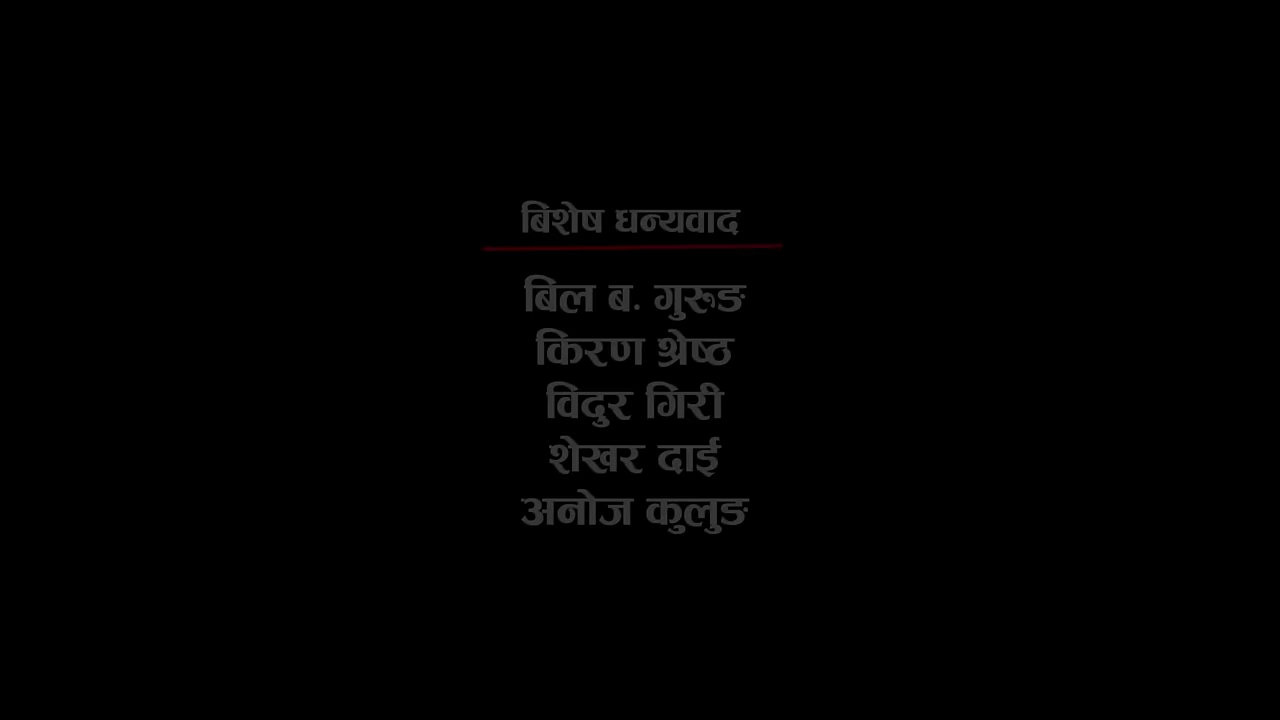 बिशेष धन्यवाद
बिल ब. गुरुङ
किरण श्रेष्ठ
विदुर गिरी
शेखर दाई
अनोज कुलुङ